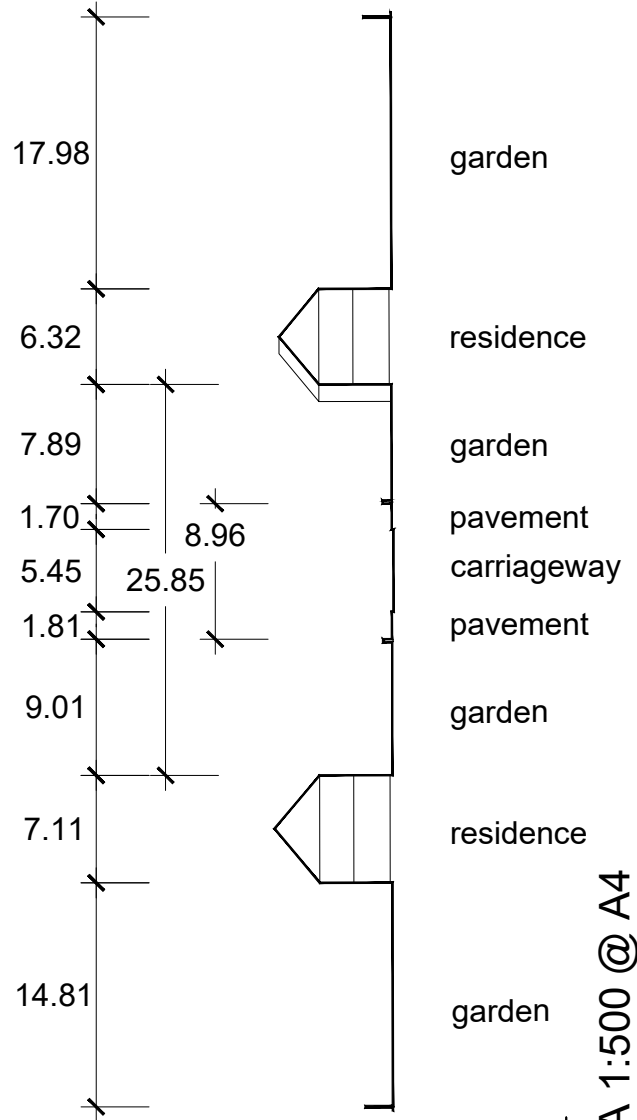 17.98 garden
6.32 residence
7.89 garden
1.70 pavement
8.96
5.45 carriageway
25.85
1.81 pavement
9.01 garden
7.11 residence
14.81 garden
1:500 @ A4